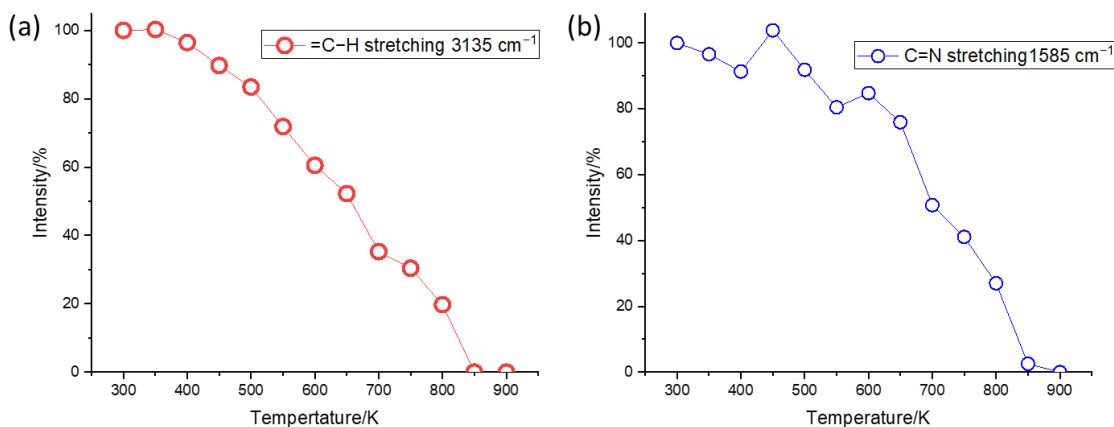 (a)
=C−H stretching 3135 cm⁻¹
Intensity/%
100
80
60
40
20
0
300 400 500 600 700 800 900
Tempertature/K
(b)
C=N stretching1585 cm⁻¹
Intensity/%
100
80
60
40
20
0
300 400 500 600 700 800 900
Temperature/K